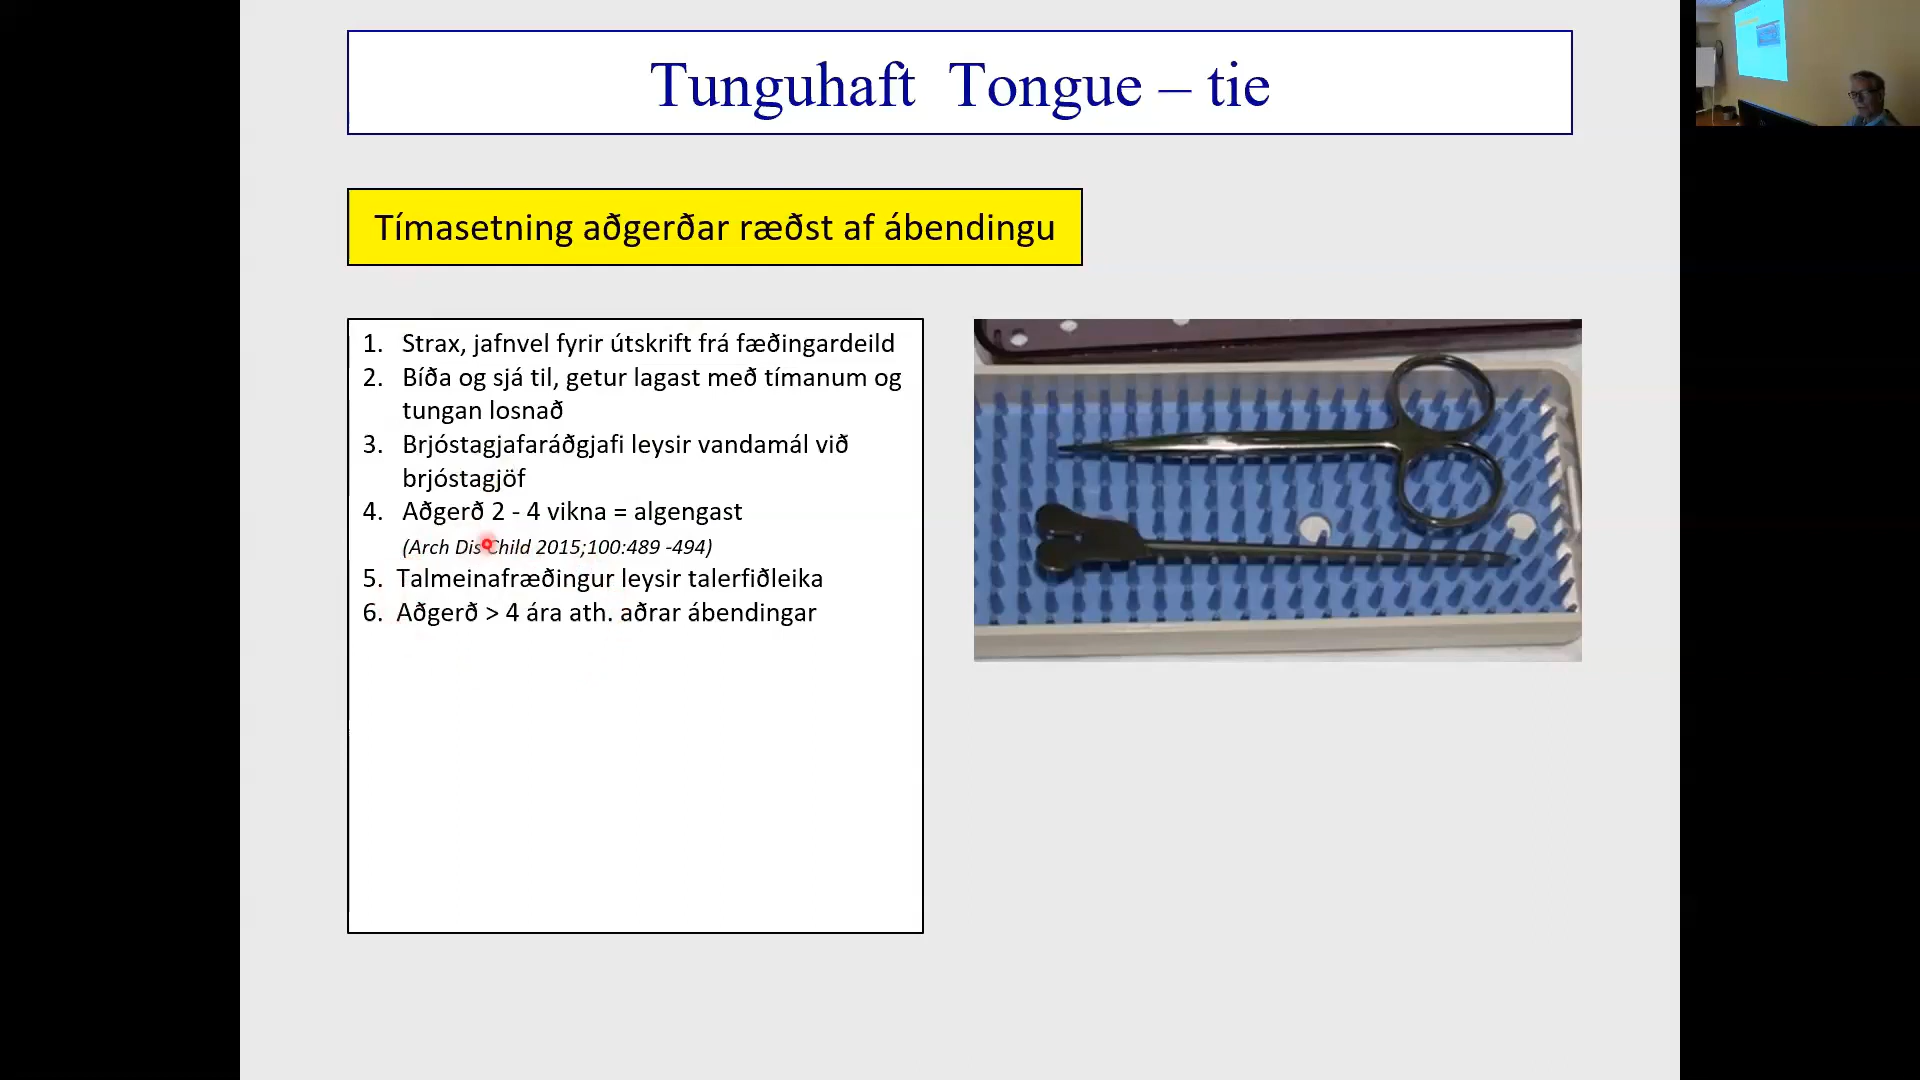 Tunguhaft Tongue – tie
Tímasetning aðgerðar ræðst af ábendingu
1. Strax, jafnvel fyrir útskrift frá fæðingardeild
2. Bíða og sjá til, getur lagast með tímanum og
tungan losnað
3. Brjóstagjafaráðgjafi leysir vandamál við
brjóstagjöf
4. Aðgerð 2 - 4 vikna = algengast
(Arch Dis Child 2015;100:489 -494)
5. Talmeinafræðingur leysir talerfiðleika
6. Aðgerð > 4 ára ath. aðrar ábendingar